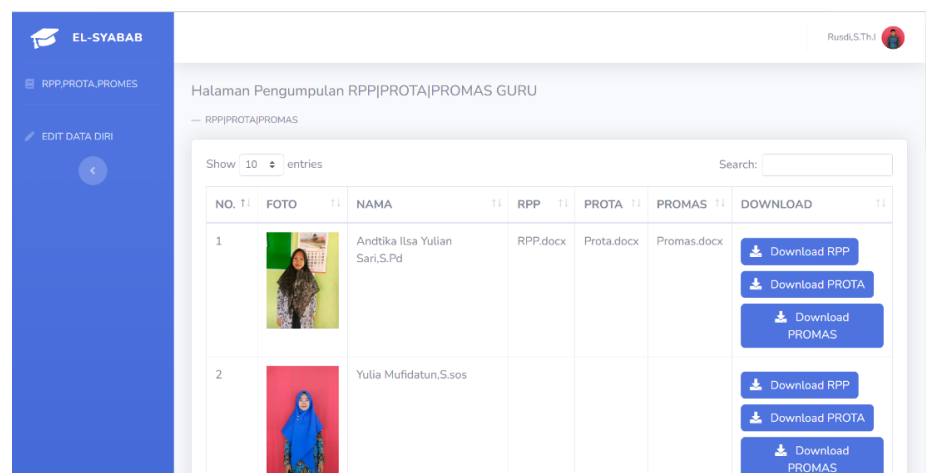 EL-SYABAB
Rusdi,S.Th.I
RPP,PROTA,PROMES
EDIT DATA DIRI
Halaman Pengumpulan RPP|PROTA|PROMAS GURU
— RPP|PROTA|PROMAS
Show 10 entries
Search:
NO. FOTO NAMA RPP PROTA PROMAS DOWNLOAD
1 Andtika Ilsa Yulian RPP.docx Prota.docx Promas.docx
Sari,S.Pd
Download RPP
Download PROTA
Download
PROMAS
2 Yulia Mufidatun,S.sos
Download RPP
Download PROTA
Download
PROMAS